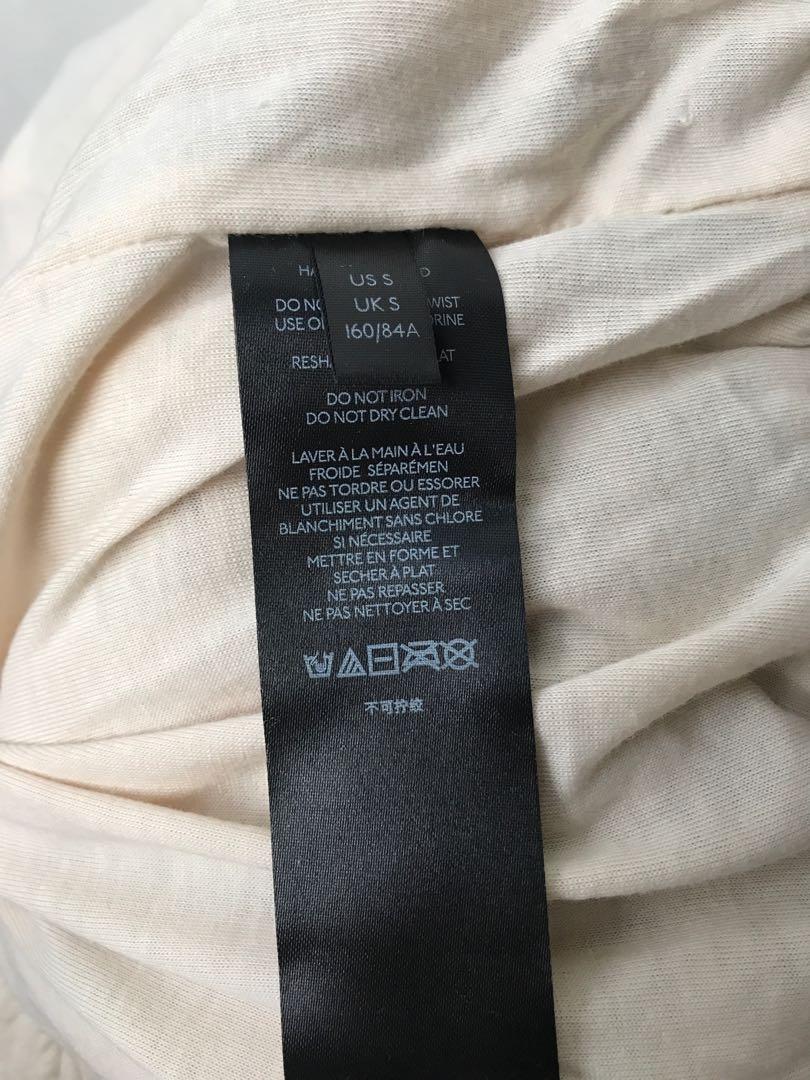 US S
UK S
160/84A
DO NOT IRON
DO NOT DRY CLEAN
LAVER À LA MAIN À L'EAU
FROIDE SÉPARÉMEN
NE PAS TORDRE OU ESSORER
UTILISER UN AGENT DE
BLANCHIMENT SANS CHLORE
SI NÉCESSAIRE
METTRE EN FORME ET
SECHER À PLAT
NE PAS REPASSER
NE PAS NETTOYER À SEC
不可拧绞